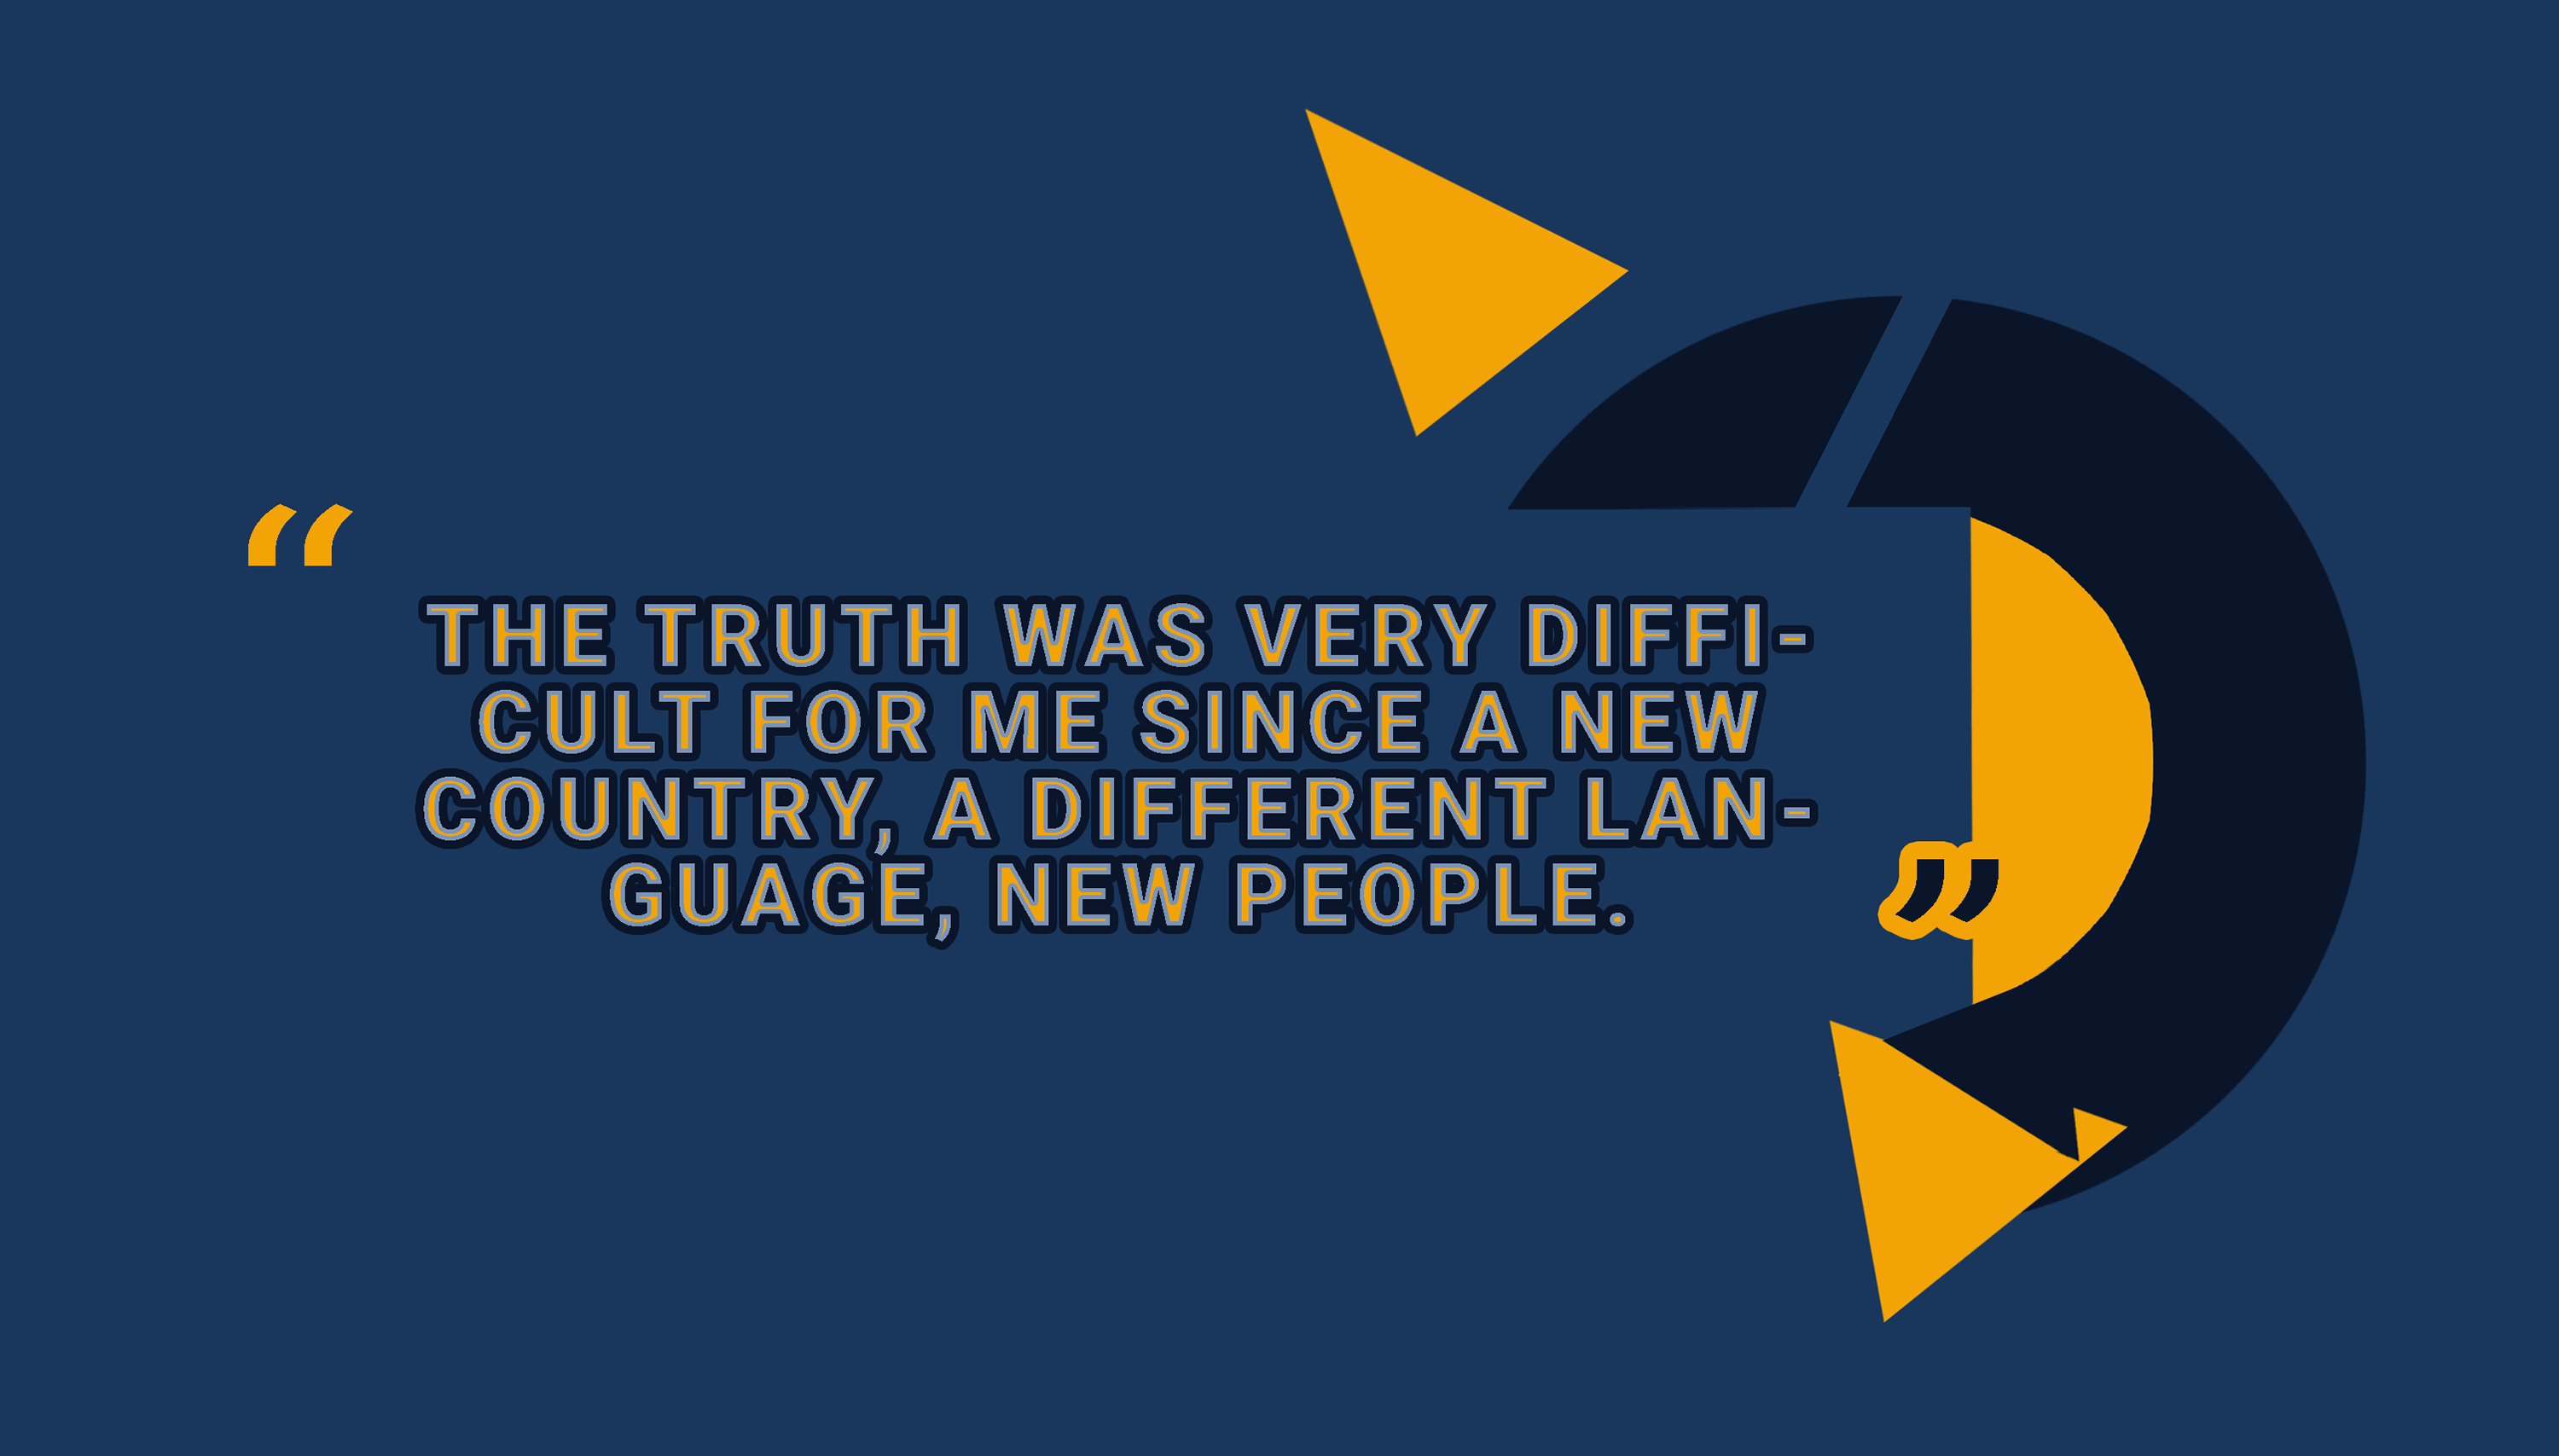 “
THE TRUTH WAS VERY DIFFI-
CULT FOR ME SINCE A NEW
COUNTRY, A DIFFERENT LAN-
GUAGE, NEW PEOPLE.
”